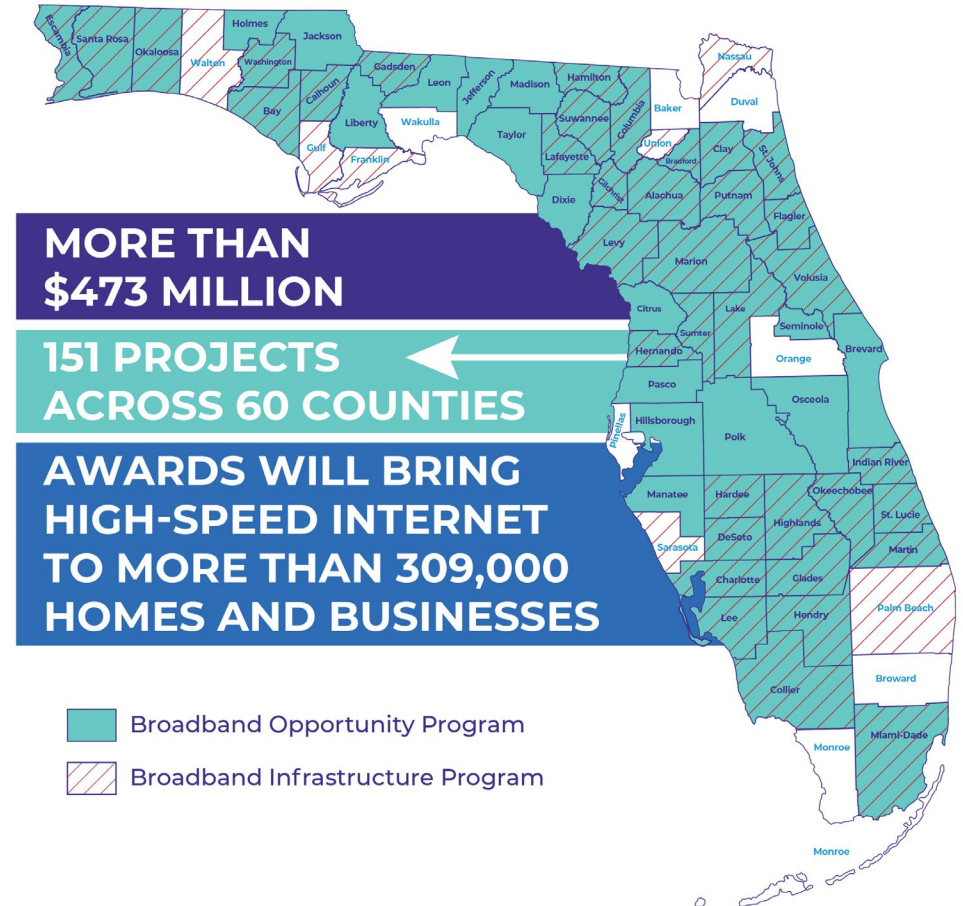 Escambia
Santa Rosa
Okaloosa
Walton
Holmes
Washington
Jackson
Bay
Calhoun
Gulf
Liberty
Franklin
Gadsden
Leon
Wakulla
Jefferson
Madison
Taylor
Hamilton
Suwannee
Lafayette
Columbia
Dixie
Baker
Nassau
Duval
Union
Bradford
Clay
St. Johns
Gilchrist
Alachua
Putnam
Flagler
Levy
Marion
Volusia
MORE THAN
$473 MILLION
Citrus
Sumter
Lake
Seminole
Orange
Brevard
Hernando
151 PROJECTS
ACROSS 60 COUNTIES
Pasco
Osceola
Pinellas
Hillsborough
Polk
AWARDS WILL BRING
HIGH-SPEED INTERNET
TO MORE THAN 309,000
HOMES AND BUSINESSES
Indian River
Manatee
Hardee
Okeechobee
St. Lucie
Highlands
DeSoto
Sarasota
Martin
Charlotte
Glades
Lee
Hendry
Palm Beach
Broward
Collier
Miami-Dade
Monroe
Monroe
Broadband Opportunity Program
Broadband Infrastructure Program